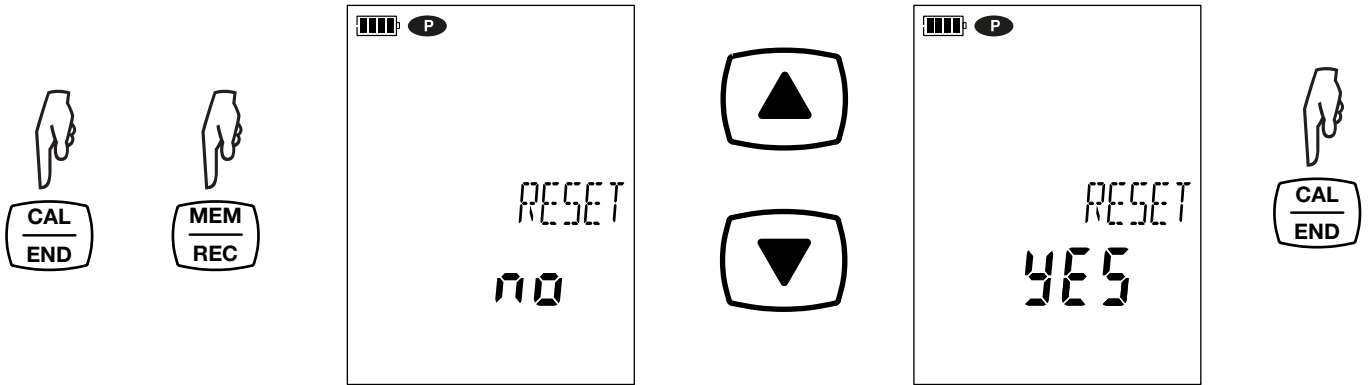 CAL
END
MEM
REC
P
RESET
no
P
RESET
YES
CAL
END